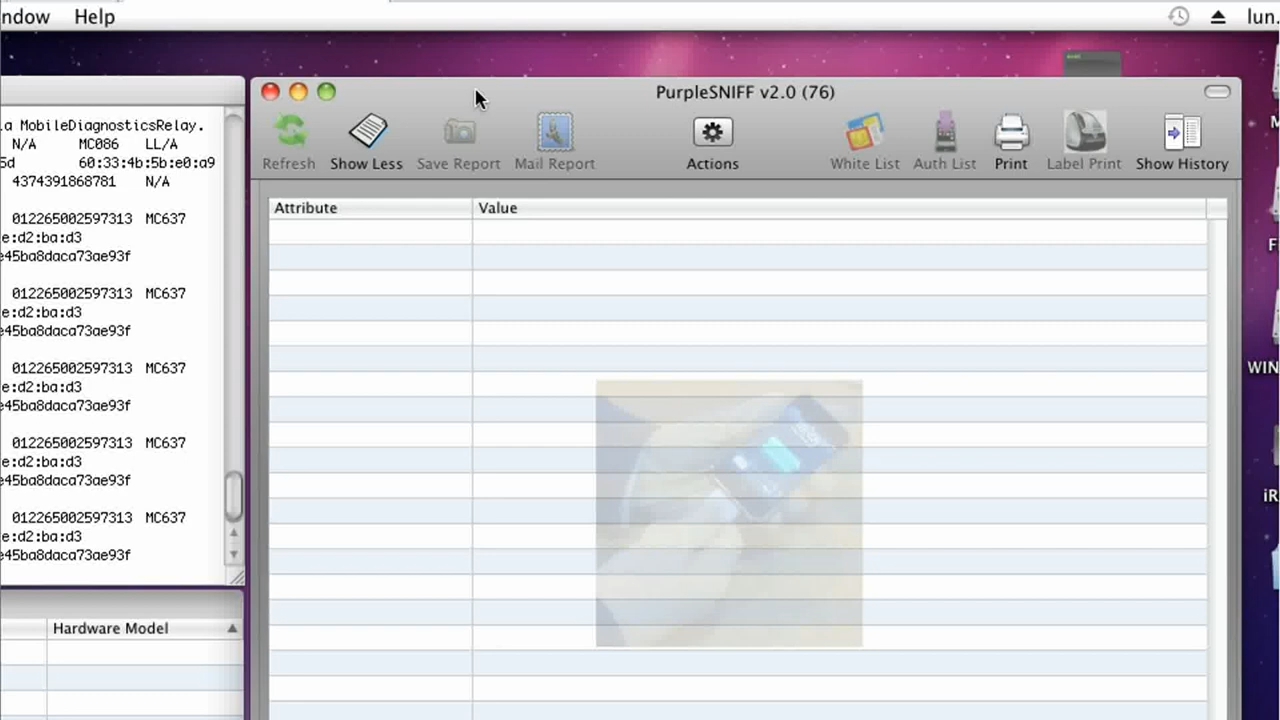 ndow Help lun.
PurpleSNIFF v2.0 (76)
Refresh Show Less Save Report Mail Report Actions White List Auth List Print Label Print Show History
Attribute Value
a MobileDiagnosticsRelay.
N/A MC086 LL/A
5d 60:33:4b:5b:e0:a9
4374391868781 N/A
012265002597313 MC637
e:d2:ba:d3
e45ba8daca73ae93f
012265002597313 MC637
e:d2:ba:d3
e45ba8daca73ae93f
012265002597313 MC637
e:d2:ba:d3
e45ba8daca73ae93f
012265002597313 MC637
e:d2:ba:d3
e45ba8daca73ae93f
012265002597313 MC637
e:d2:ba:d3
e45ba8daca73ae93f
Hardware Model
M
F
WIN
iR